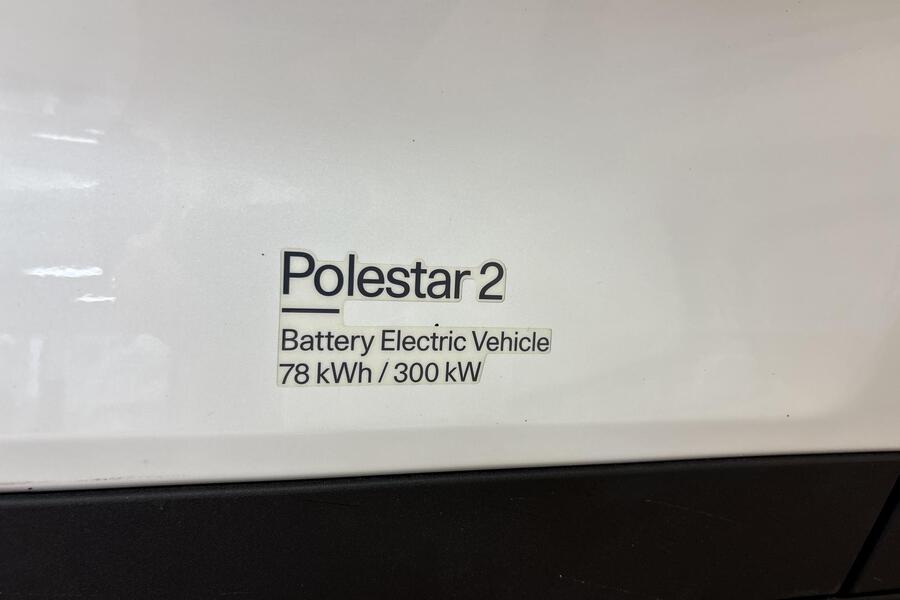 Polestar 2
Battery Electric Vehicle
78 kWh / 300 kW